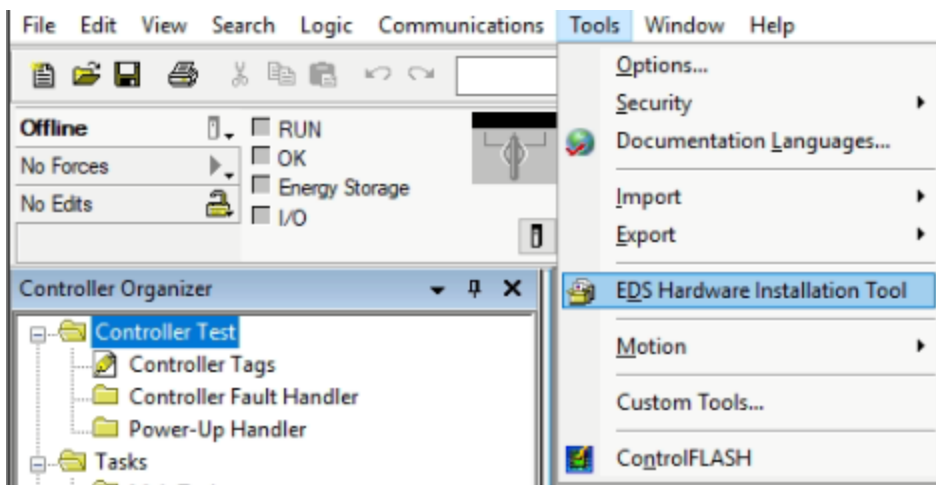 File Edit View Search Logic Communications Tools Window Help
Options...
Security
Documentation Languages...
Import
Export
EDS Hardware Installation Tool
Motion
Custom Tools...
ControlFLASH
Offline
RUN
No Forces
OK
No Edits
Energy Storage
I/O
Controller Organizer
Controller Test
Controller Tags
Controller Fault Handler
Power-Up Handler
Tasks